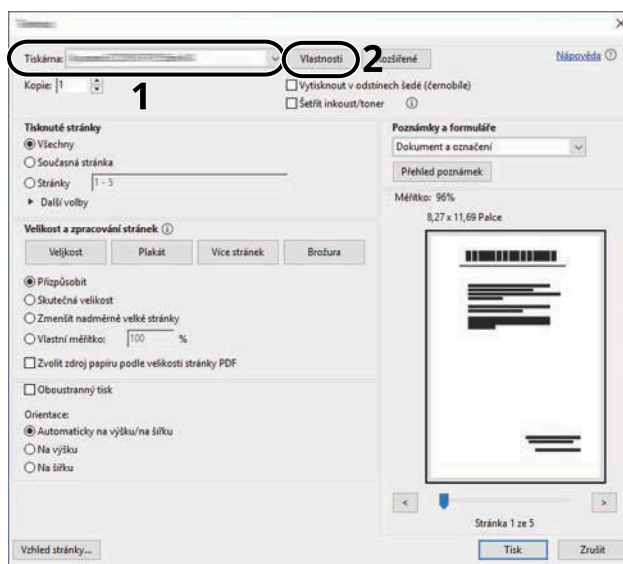 Tiskárna:
Vlastnosti
2
Rozšířené
Nápověda
Kopie: 1
1
Vytisknout v odstínech šedé (černobíle)
Šetřit inkoust/toner
Tisknuté stránky
Všechny
Současná stránka
Stránky 1 - 5
Další volby
Velikost a zpracování stránek
Velikost Plakát Více stránek Brožura
Přizpůsobit
Skutečná velikost
Zmenšit nadměrně velké stránky
Vlastní měřítko: 100 %
Zvolit zdroj papíru podle velikosti stránky PDF
Oboustranný tisk
Orientace:
Automaticky na výšku/na šířku
Na výšku
Na šířku
Poznámky a formuláře
Dokument a označení
Přehled poznámek
Měřítko: 96%
8,27 x 11,69 Palce
< >
Stránka 1 ze 5
Vzhled stránky... Tisk Zrušit